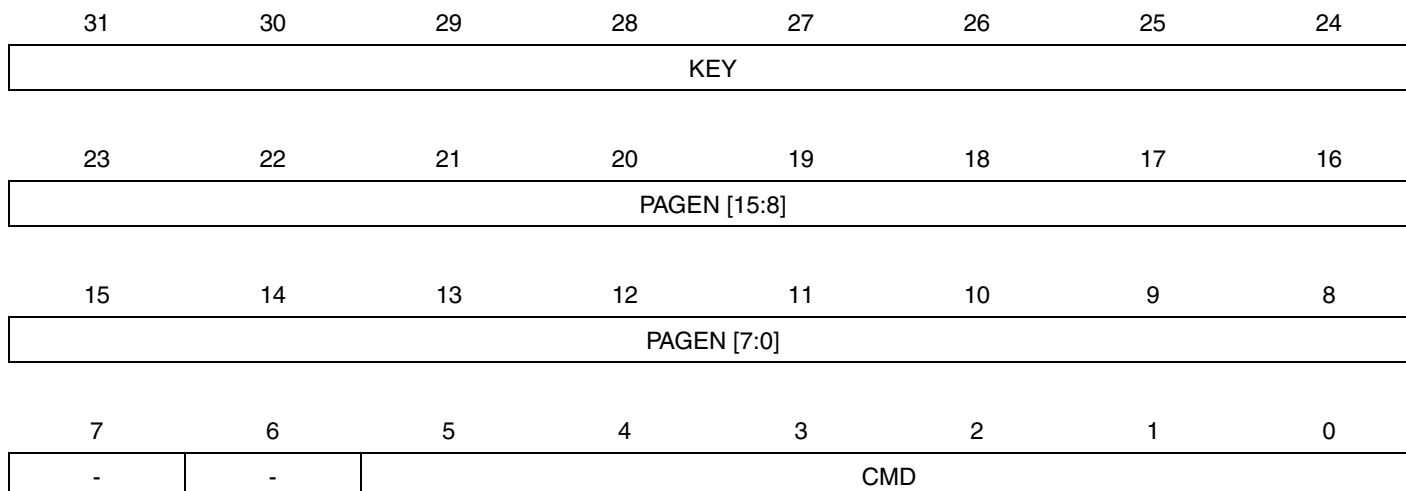 31 30 29 28 27 26 25 24
KEY
23 22 21 20 19 18 17 16
PAGEN [15:8]
15 14 13 12 11 10 9 8
PAGEN [7:0]
7 6 5 4 3 2 1 0
- - CMD